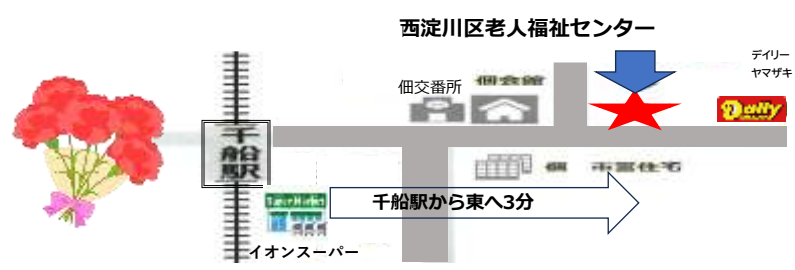 西淀川区老人福祉センター
デイリー
ヤマザキ
佃交番所
佃会館
Daily
千船駅
佃 市営住宅
千船駅から東へ3分
イオンスーパー